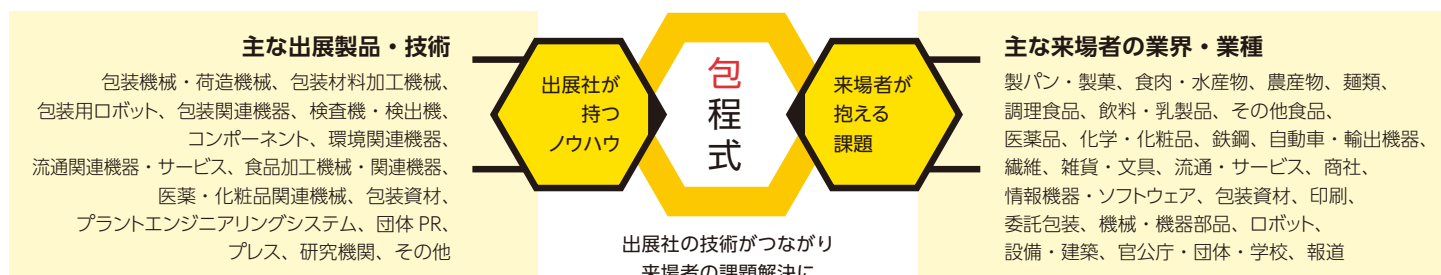 主な出展製品・技術
包装機械・荷造機械、包装材料加工機械、
包装用ロボット、包装関連機器、検査機・検出機、
コンポーネント、環境関連機器、
流通関連機器・サービス、食品加工機械・関連機器、
医薬・化粧品関連機械、包装資材、
プラントエンジニアリングシステム、団体 PR、
プレス、研究機関、その他
出展社が
持つ
ノウハウ
包
程
式
来場者が
抱える
課題
出展社の技術がつながり
来場者の課題解決に
主な来場者の業界・業種
製パン・製菓、食肉・水産物、農産物、麺類、
調理食品、飲料・乳製品、その他食品、
医薬品、化学・化粧品、鉄鋼、自動車・輸出機器、
繊維、雑貨・文具、流通・サービス、商社、
情報機器・ソフトウェア、包装資材、印刷、
委託包装、機械・機器部品、ロボット、
設備・建築、官公庁・団体・学校、報道